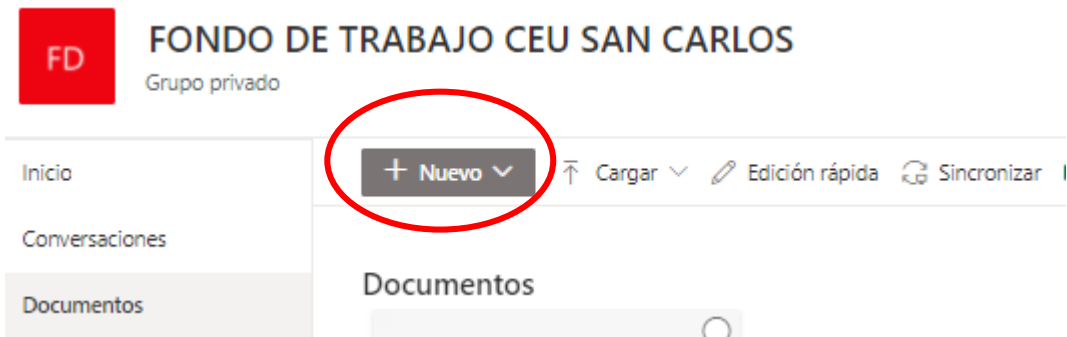 FD
FONDO DE TRABAJO CEU SAN CARLOS
Grupo privado
Inicio
Nuevo
Cargar
Edición rápida
Sincronizar
Conversaciones
Documentos
Documentos